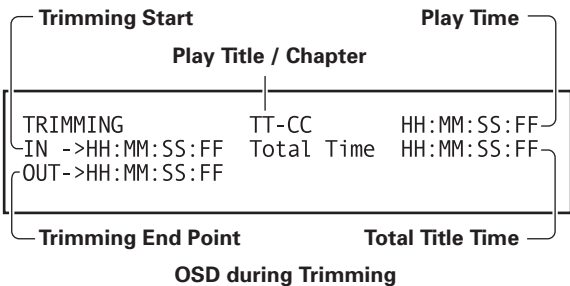 Trimming Start Play Time
Play Title / Chapter
TRIMMING TT-CC HH:MM:SS:FF
IN ->HH:MM:SS:FF Total Time HH:MM:SS:FF
OUT->HH:MM:SS:FF
Trimming End Point Total Title Time
OSD during Trimming